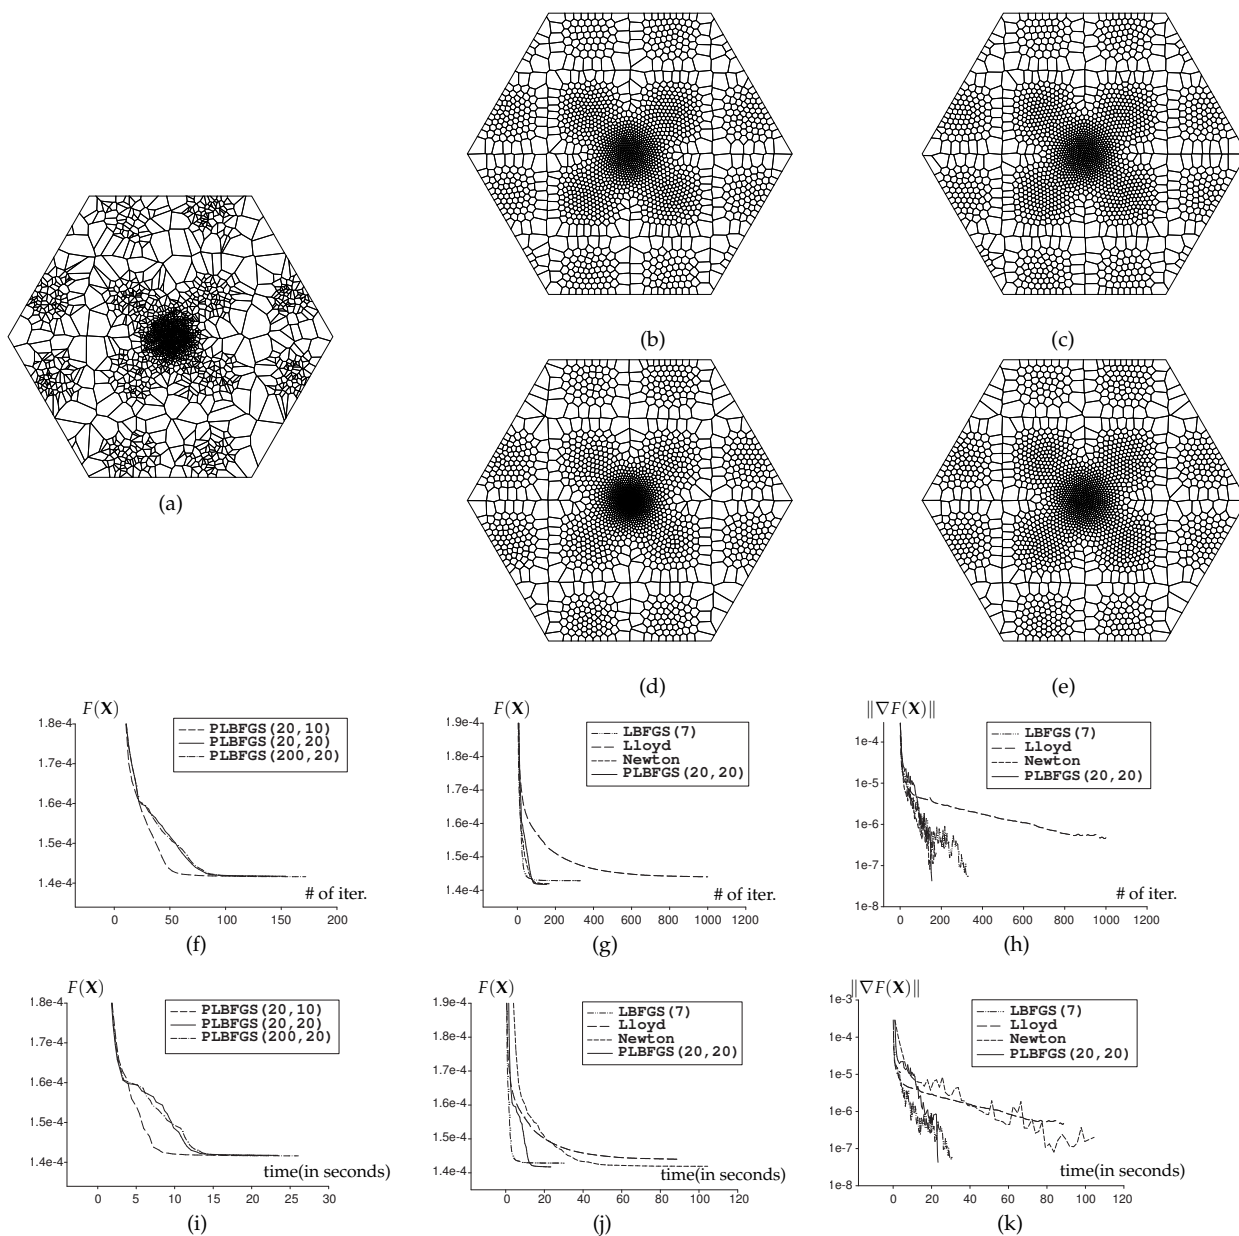 (a)
(b)
(c)
(d)
(e)
F(X)
1.8e-4
1.7e-4
1.6e-4
1.5e-4
1.4e-4
PLBFGS(20,10)
PLBFGS(20,20)
PLBFGS(200,20)
# of iter.
0 50 100 150 200
(f)
F(X)
1.9e-4
1.8e-4
1.7e-4
1.6e-4
1.5e-4
1.4e-4
LBFGS(7)
Lloyd
Newton
PLBFGS(20,20)
# of iter.
0 200 400 600 800 1000 1200
(g)
‖∇F(X)‖
1e-4
1e-5
1e-6
1e-7
1e-8
LBFGS(7)
Lloyd
Newton
PLBFGS(20,20)
# of iter.
0 200 400 600 800 1000 1200
(h)
F(X)
1.8e-4
1.7e-4
1.6e-4
1.5e-4
1.4e-4
PLBFGS(20,10)
PLBFGS(20,20)
PLBFGS(200,20)
time(in seconds)
0 5 10 15 20 25 30
(i)
F(X)
1.9e-4
1.8e-4
1.7e-4
1.6e-4
1.5e-4
1.4e-4
LBFGS(7)
Lloyd
Newton
PLBFGS(20,20)
time(in seconds)
0 20 40 60 80 100 120
(j)
‖∇F(X)‖
1e-3
1e-4
1e-5
1e-6
1e-7
1e-8
LBFGS(7)
Lloyd
Newton
PLBFGS(20,20)
time(in seconds)
0 20 40 60 80 100 120
(k)